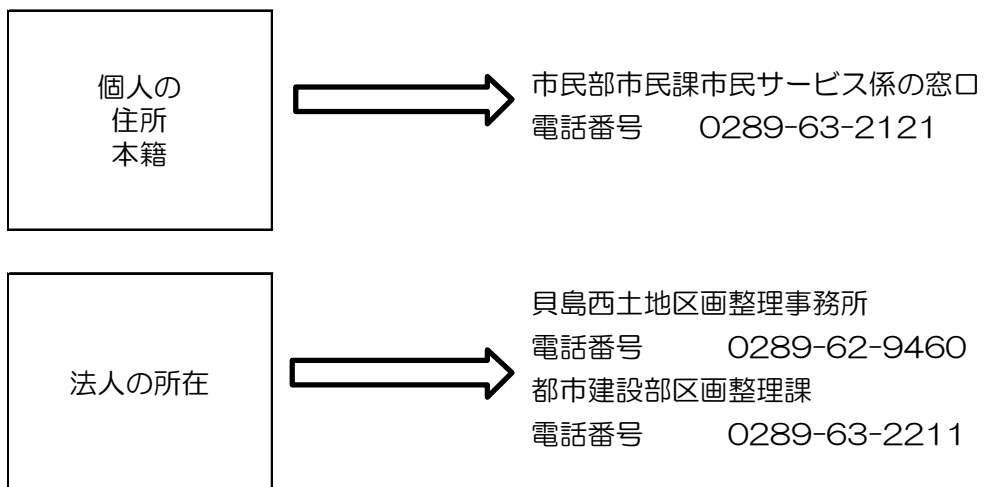 個人の
住所
本籍
市民部市民課市民サービス係の窓口
電話番号　0289-63-2121
法人の所在
貝島西土地区画整理事務所
電話番号　0289-62-9460
都市建設部区画整理課
電話番号　0289-63-2211